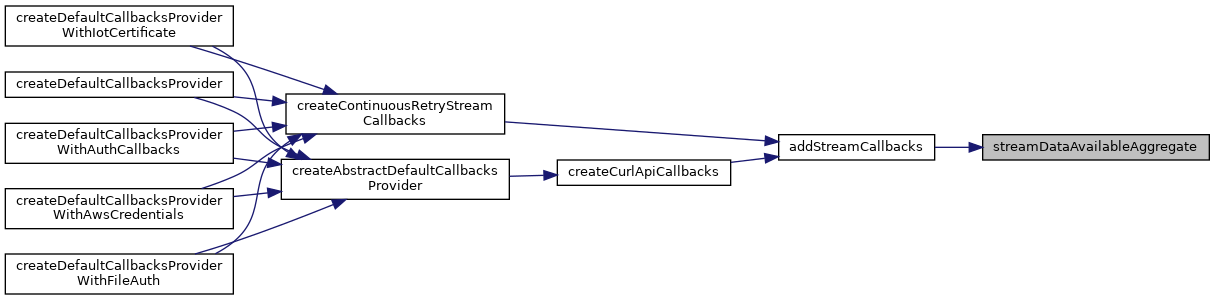 createDefaultCallbacksProvider
WithIotCertificate
createDefaultCallbacksProvider
createDefaultCallbacksProvider
WithAuthCallbacks
createDefaultCallbacksProvider
WithAwsCredentials
createDefaultCallbacksProvider
WithFileAuth
createContinuousRetryStream
Callbacks
createAbstractDefaultCallbacks
Provider
createCurlApiCallbacks
addStreamCallbacks
streamDataAvailableAggregate